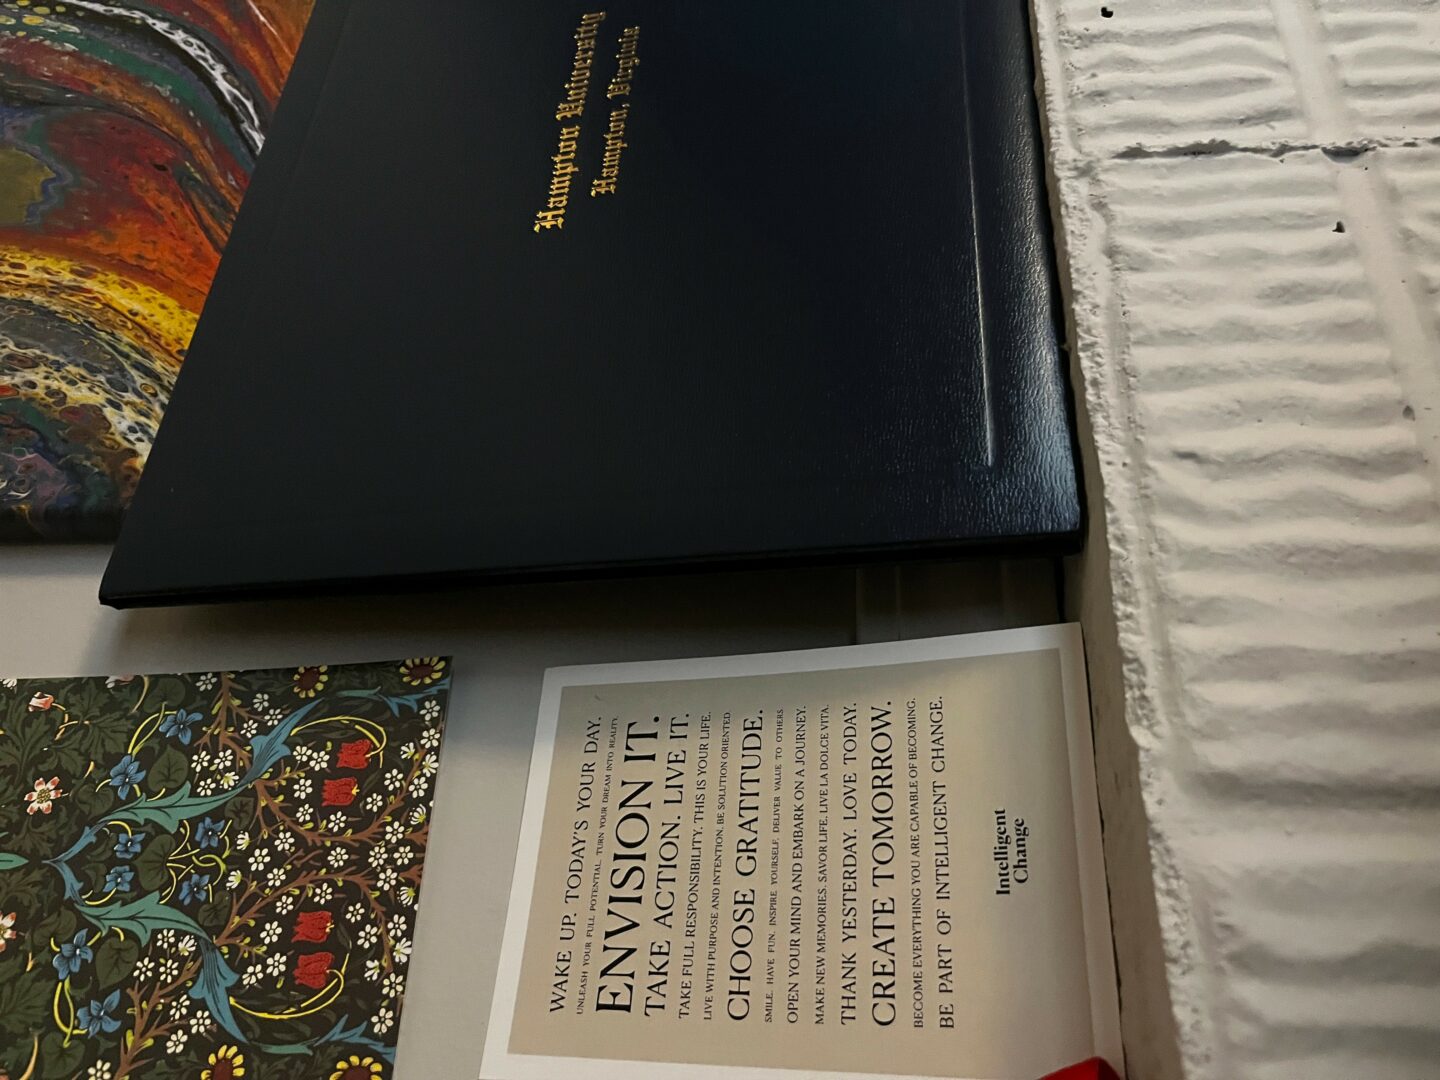 Hampton University
Hampton, Virginia
WAKE UP. TODAY'S YOUR DAY.
UNLEASH YOUR FULL POTENTIAL. TURN YOUR DREAM INTO REALITY.
ENVISION IT.
TAKE ACTION. LIVE IT.
TAKE FULL RESPONSIBILITY. THIS IS YOUR LIFE.
LIVE WITH PURPOSE AND INTENTION. BE SOLUTION ORIENTED.
CHOOSE GRATITUDE.
SMILE. HAVE FUN. INSPIRE YOURSELF. DELIVER VALUE TO OTHERS.
OPEN YOUR MIND AND EMBARK ON A JOURNEY.
MAKE NEW MEMORIES. SAVOR LIFE. LIVE LA DOLCE VITA.
THANK YESTERDAY. LOVE TODAY.
CREATE TOMORROW.
BECOME EVERYTHING YOU ARE CAPABLE OF BECOMING.
BE PART OF INTELLIGENT CHANGE.
Intelligent
Change